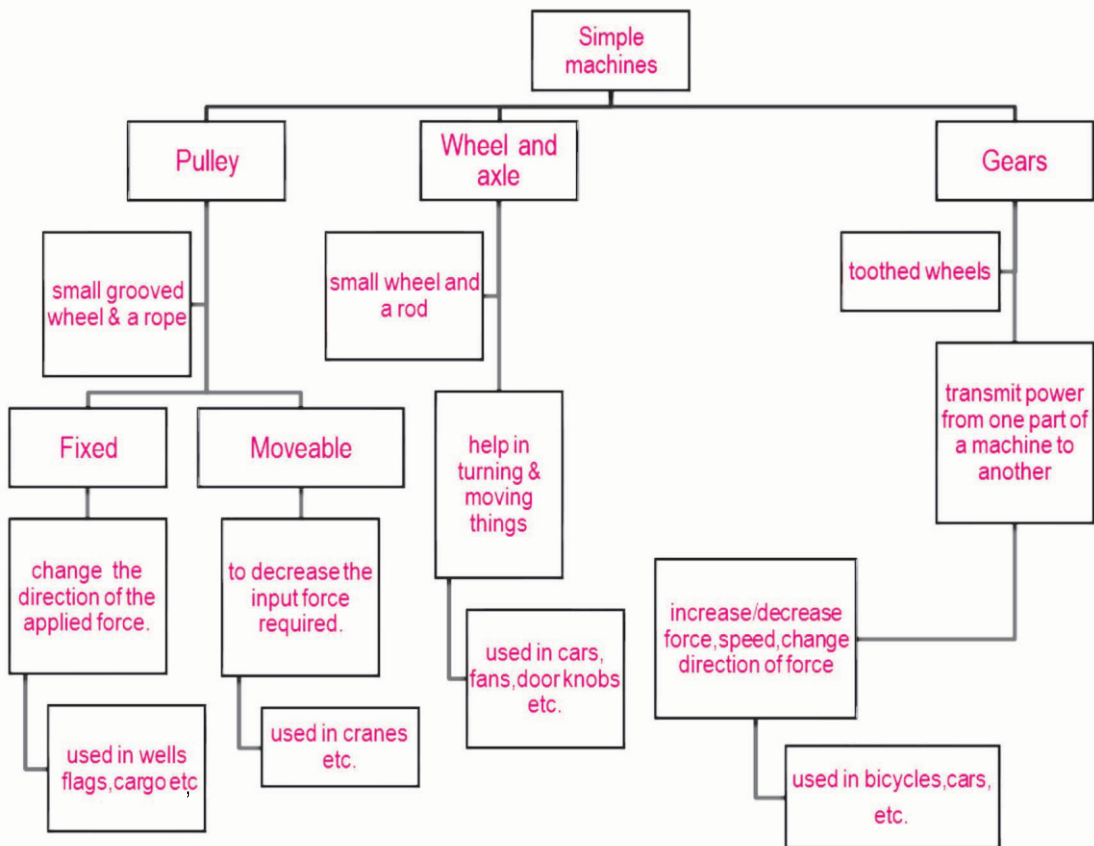 Simple
machines
Pulley
Wheel and
axle
Gears
small grooved
wheel & a rope
small wheel and
a rod
toothed wheels
Fixed
Moveable
help in
turning &
moving
things
transmit power
from one part of
a machine to
another
change the
direction of the
applied force.
to decrease the
input force
required.
used in cars,
fans,door knobs
etc.
increase/decrease
force,speed,change
direction of force
used in wells
flags,cargo etc,
used in cranes
etc.
used in bicycles,cars,
etc.